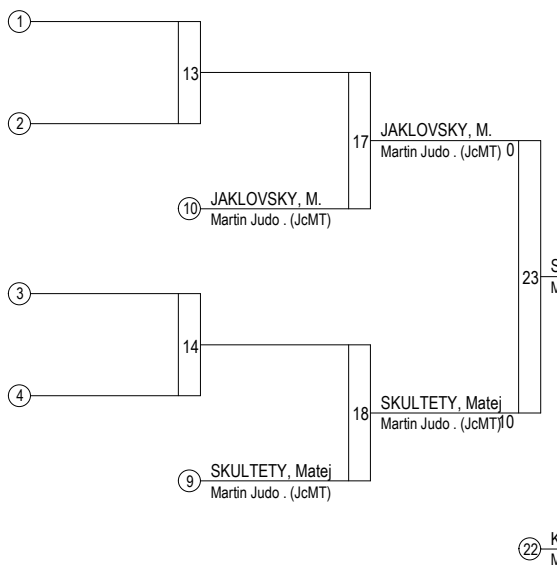 1
13
2
17
JAKLOVSKY, M.
Martin Judo . (JcMT) 0
10
JAKLOVSKY, M.
Martin Judo . (JcMT)
23
S
M
3
14
4
18
SKULTETY, Matej
Martin Judo . (JcMT) 10
9
SKULTETY, Matej
Martin Judo . (JcMT)
22
K
M